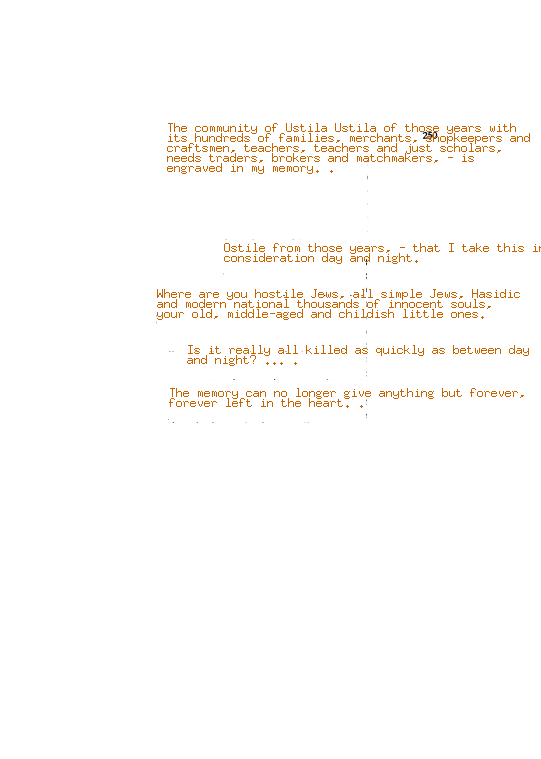 The community of Ustila Ustila of those years with
250
its hundreds of families, merchants, shopkeepers and
craftsmen, teachers, teachers and just scholars,
needs traders, brokers and matchmakers, - is
engraved in my memory. .
Ostile from those years, - that I take this in
consideration day and night.
Where are you hostile Jews, all simple Jews, Hasidic
and modern national thousands of innocent souls,
your old, middle-aged and childish little ones.
Is it really all killed as quickly as between day
and night? ... .
The memory can no longer give anything but forever,
forever left in the heart. .